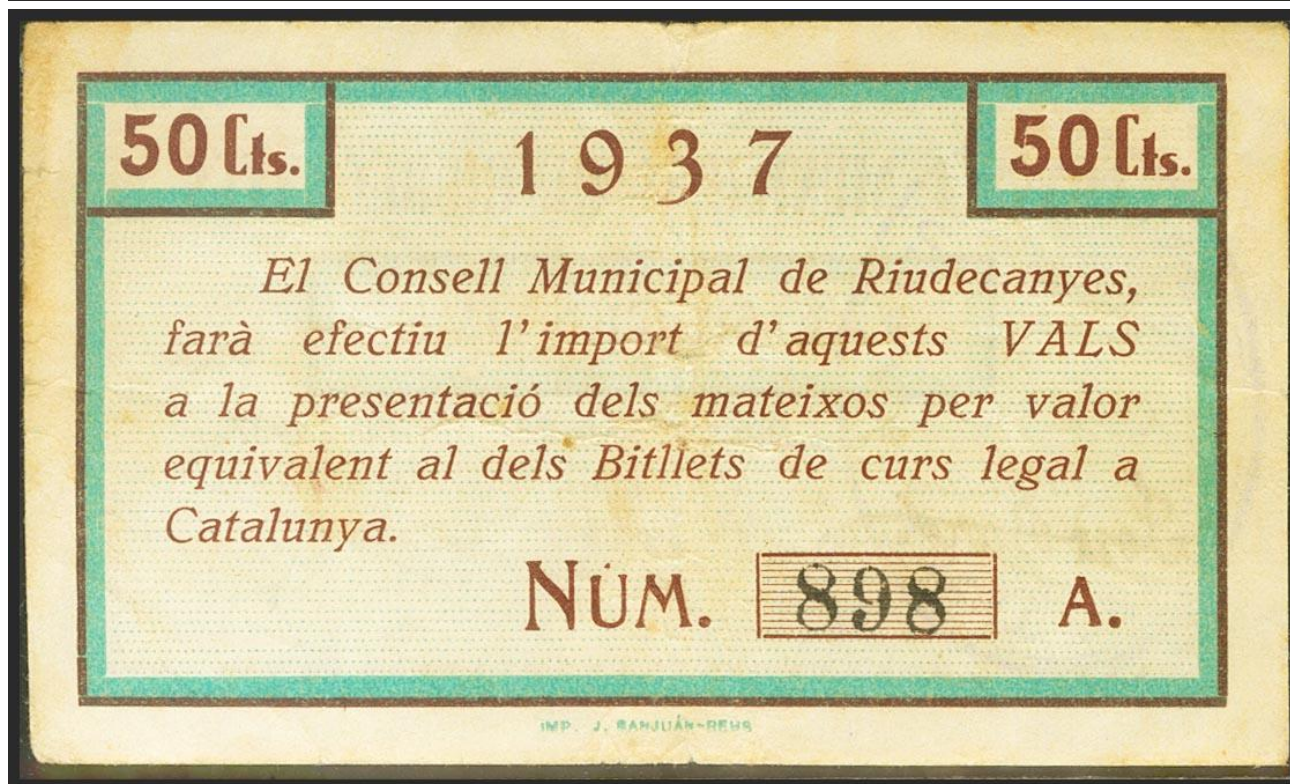 50 Cts. 1937 50 Cts.
El Consell Municipal de Riudecanyes,
farà efectiu l'import d'aquests VALS
a la presentació dels mateixos per valor
equivalent al dels Bitllets de curs legal a
Catalunya.
NÚM. 898 A.
IMP. J. SANJUÁN-REUS